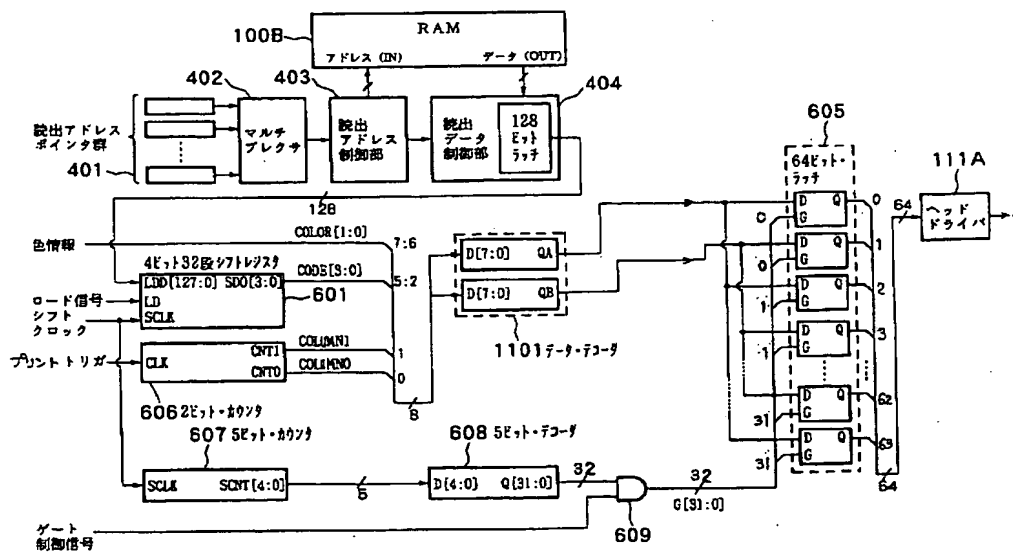 RAM
100B
アドレス (IN)
データ (OUT)
402
403
404
読出アドレス
ポインタ群
401
マルチ
プレクサ
読出
アドレス
制御部
読出
データ
制御部
128
ビット
ラッチ
128
605
64ビット・
ラッチ
111A
ヘッド
ドライバ
64
色情報
COLOR[1:0]
7:6
4ビット32段シフトレジスタ
LDD[127:0]
SDO[3:0]
CODE[3:0]
5:2
601
ロード信号
LD
シフト
クロック
SCLK
プリントトリガ
CLK
CNT1
COLUMN1
1
CNT0
COLUMN0
0
606 2ビット・カウンタ
8
D[7:0]
QA
D[7:0]
QB
1101 データ・デコーダ
607 5ビット・カウンタ
SCLK
SCNT[4:0]
5
608 5ビット・デコーダ
D[4:0]
Q[31:0]
32
609
32
G[31:0]
ゲート
制御信号
0
D
Q
G
0
0
D
Q
G
1
1
D
Q
G
2
1
D
Q
G
3
31
D
Q
G
62
31
D
Q
G
63
64